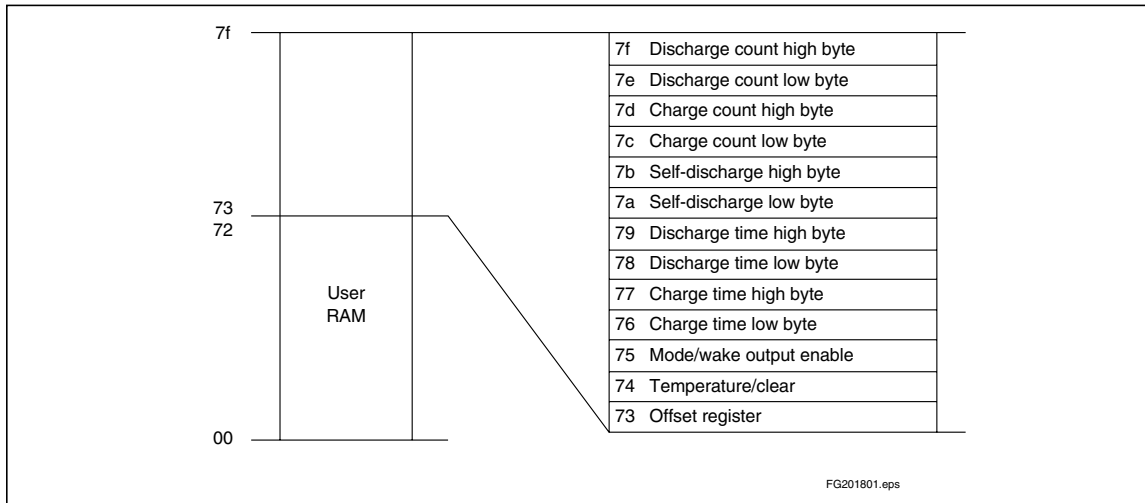 7f
73
72
00
User
RAM
7f Discharge count high byte
7e Discharge count low byte
7d Charge count high byte
7c Charge count low byte
7b Self-discharge high byte
7a Self-discharge low byte
79 Discharge time high byte
78 Discharge time low byte
77 Charge time high byte
76 Charge time low byte
75 Mode/wake output enable
74 Temperature/clear
73 Offset register
FG201801.eps